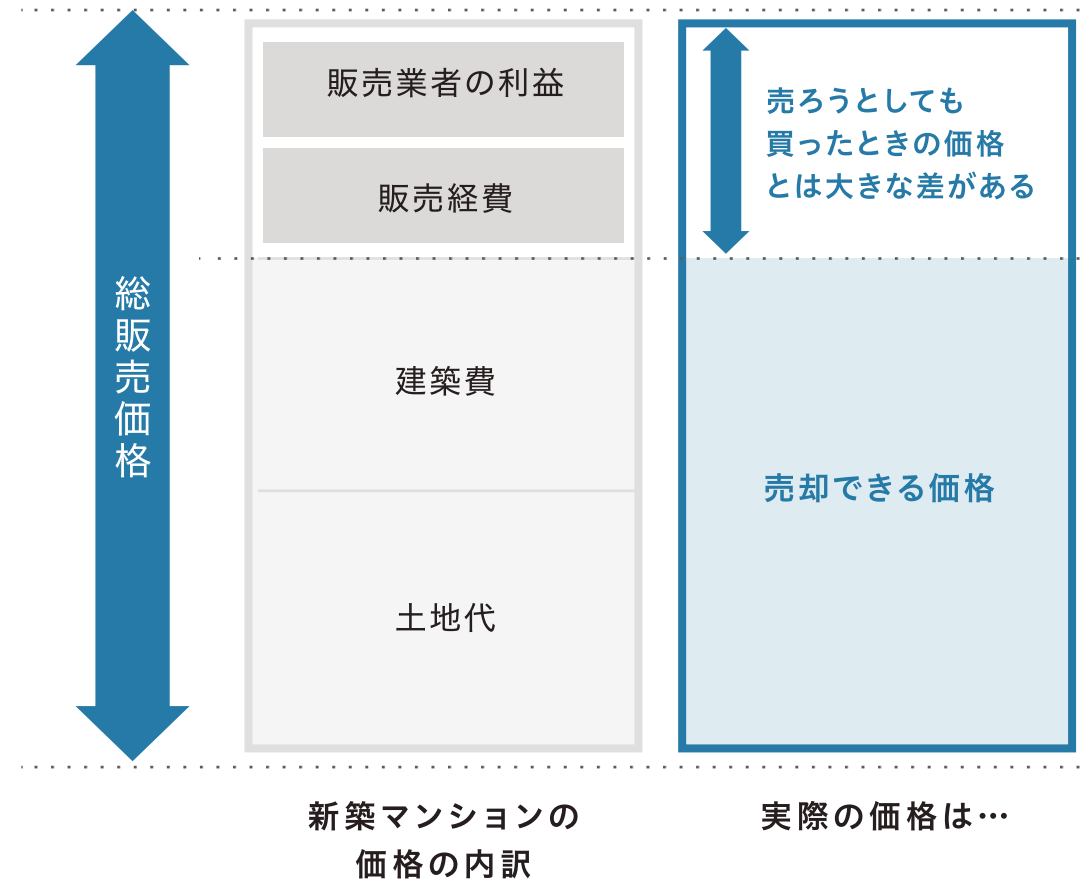 総販売価格
販売業者の利益
販売経費
建築費
土地代
売ろうとしても
買ったときの価格
とは大きな差がある
売却できる価格
新築マンションの
価格の内訳
実際の価格は…